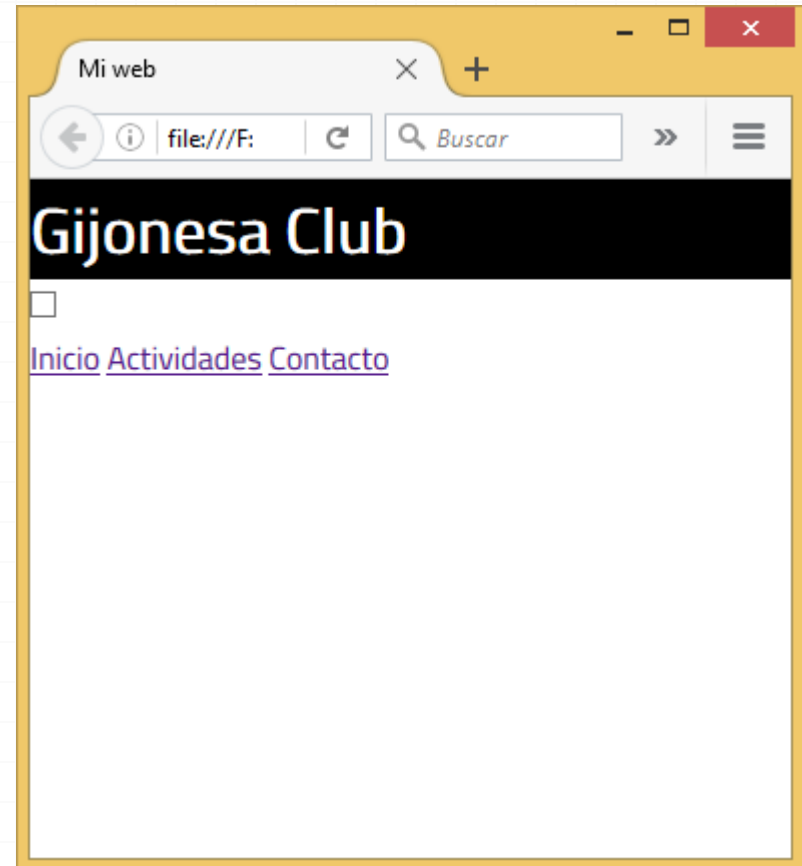 Mi web
file:///F:
Buscar
Gijonesa Club
Inicio Actividades Contacto